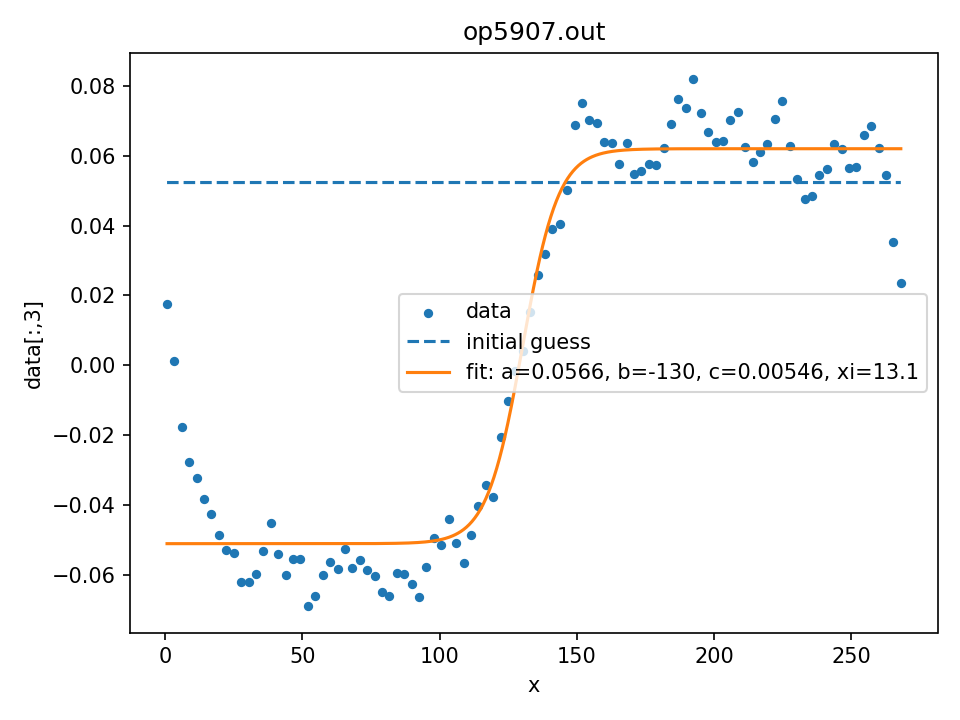 op5907.out
0.08
0.06
0.04
0.02
0.00
−0.02
−0.04
−0.06
data[:,3]
data
initial guess
fit: a=0.0566, b=-130, c=0.00546, xi=13.1
0 50 100 150 200 250
x